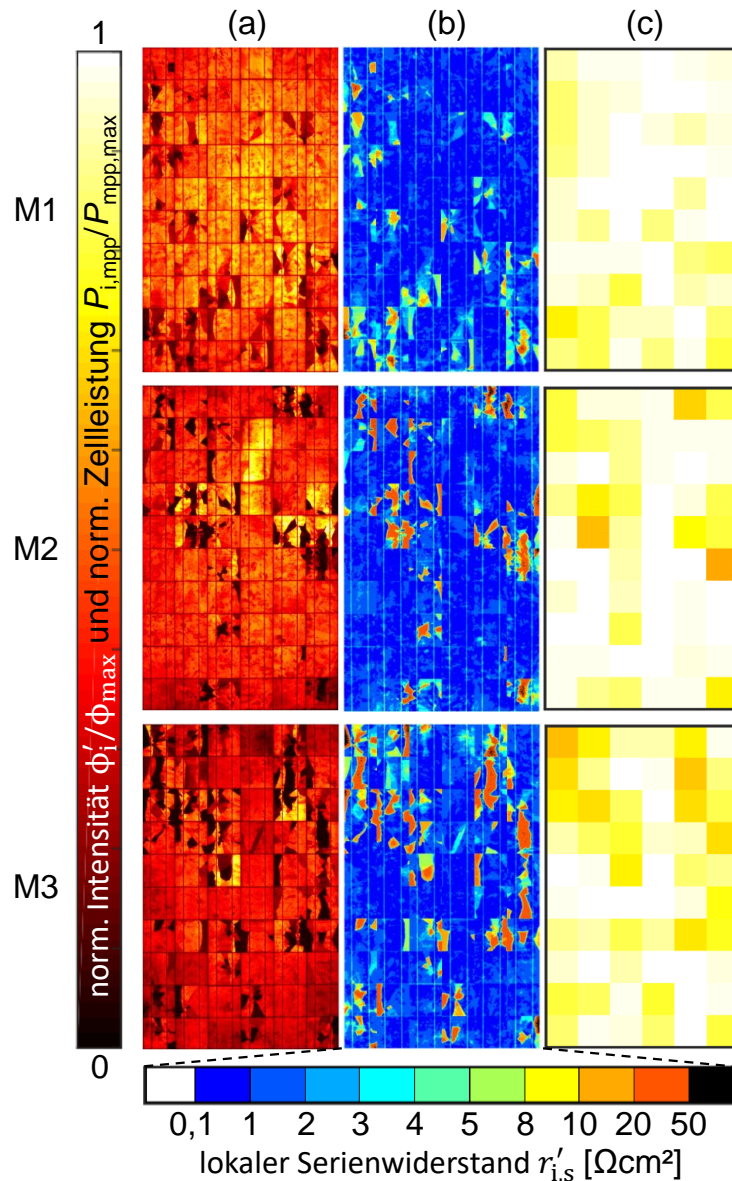 (a) (b) (c)
1
norm. Intensität ϕ′i/ϕmax und norm. Zellleistung Pi,mpp/Pmpp,max
M1
M2
M3
0
0,1 1 2 3 4 5 8 10 20 50
lokaler Serienwiderstand r′i,s [Ωcm²]